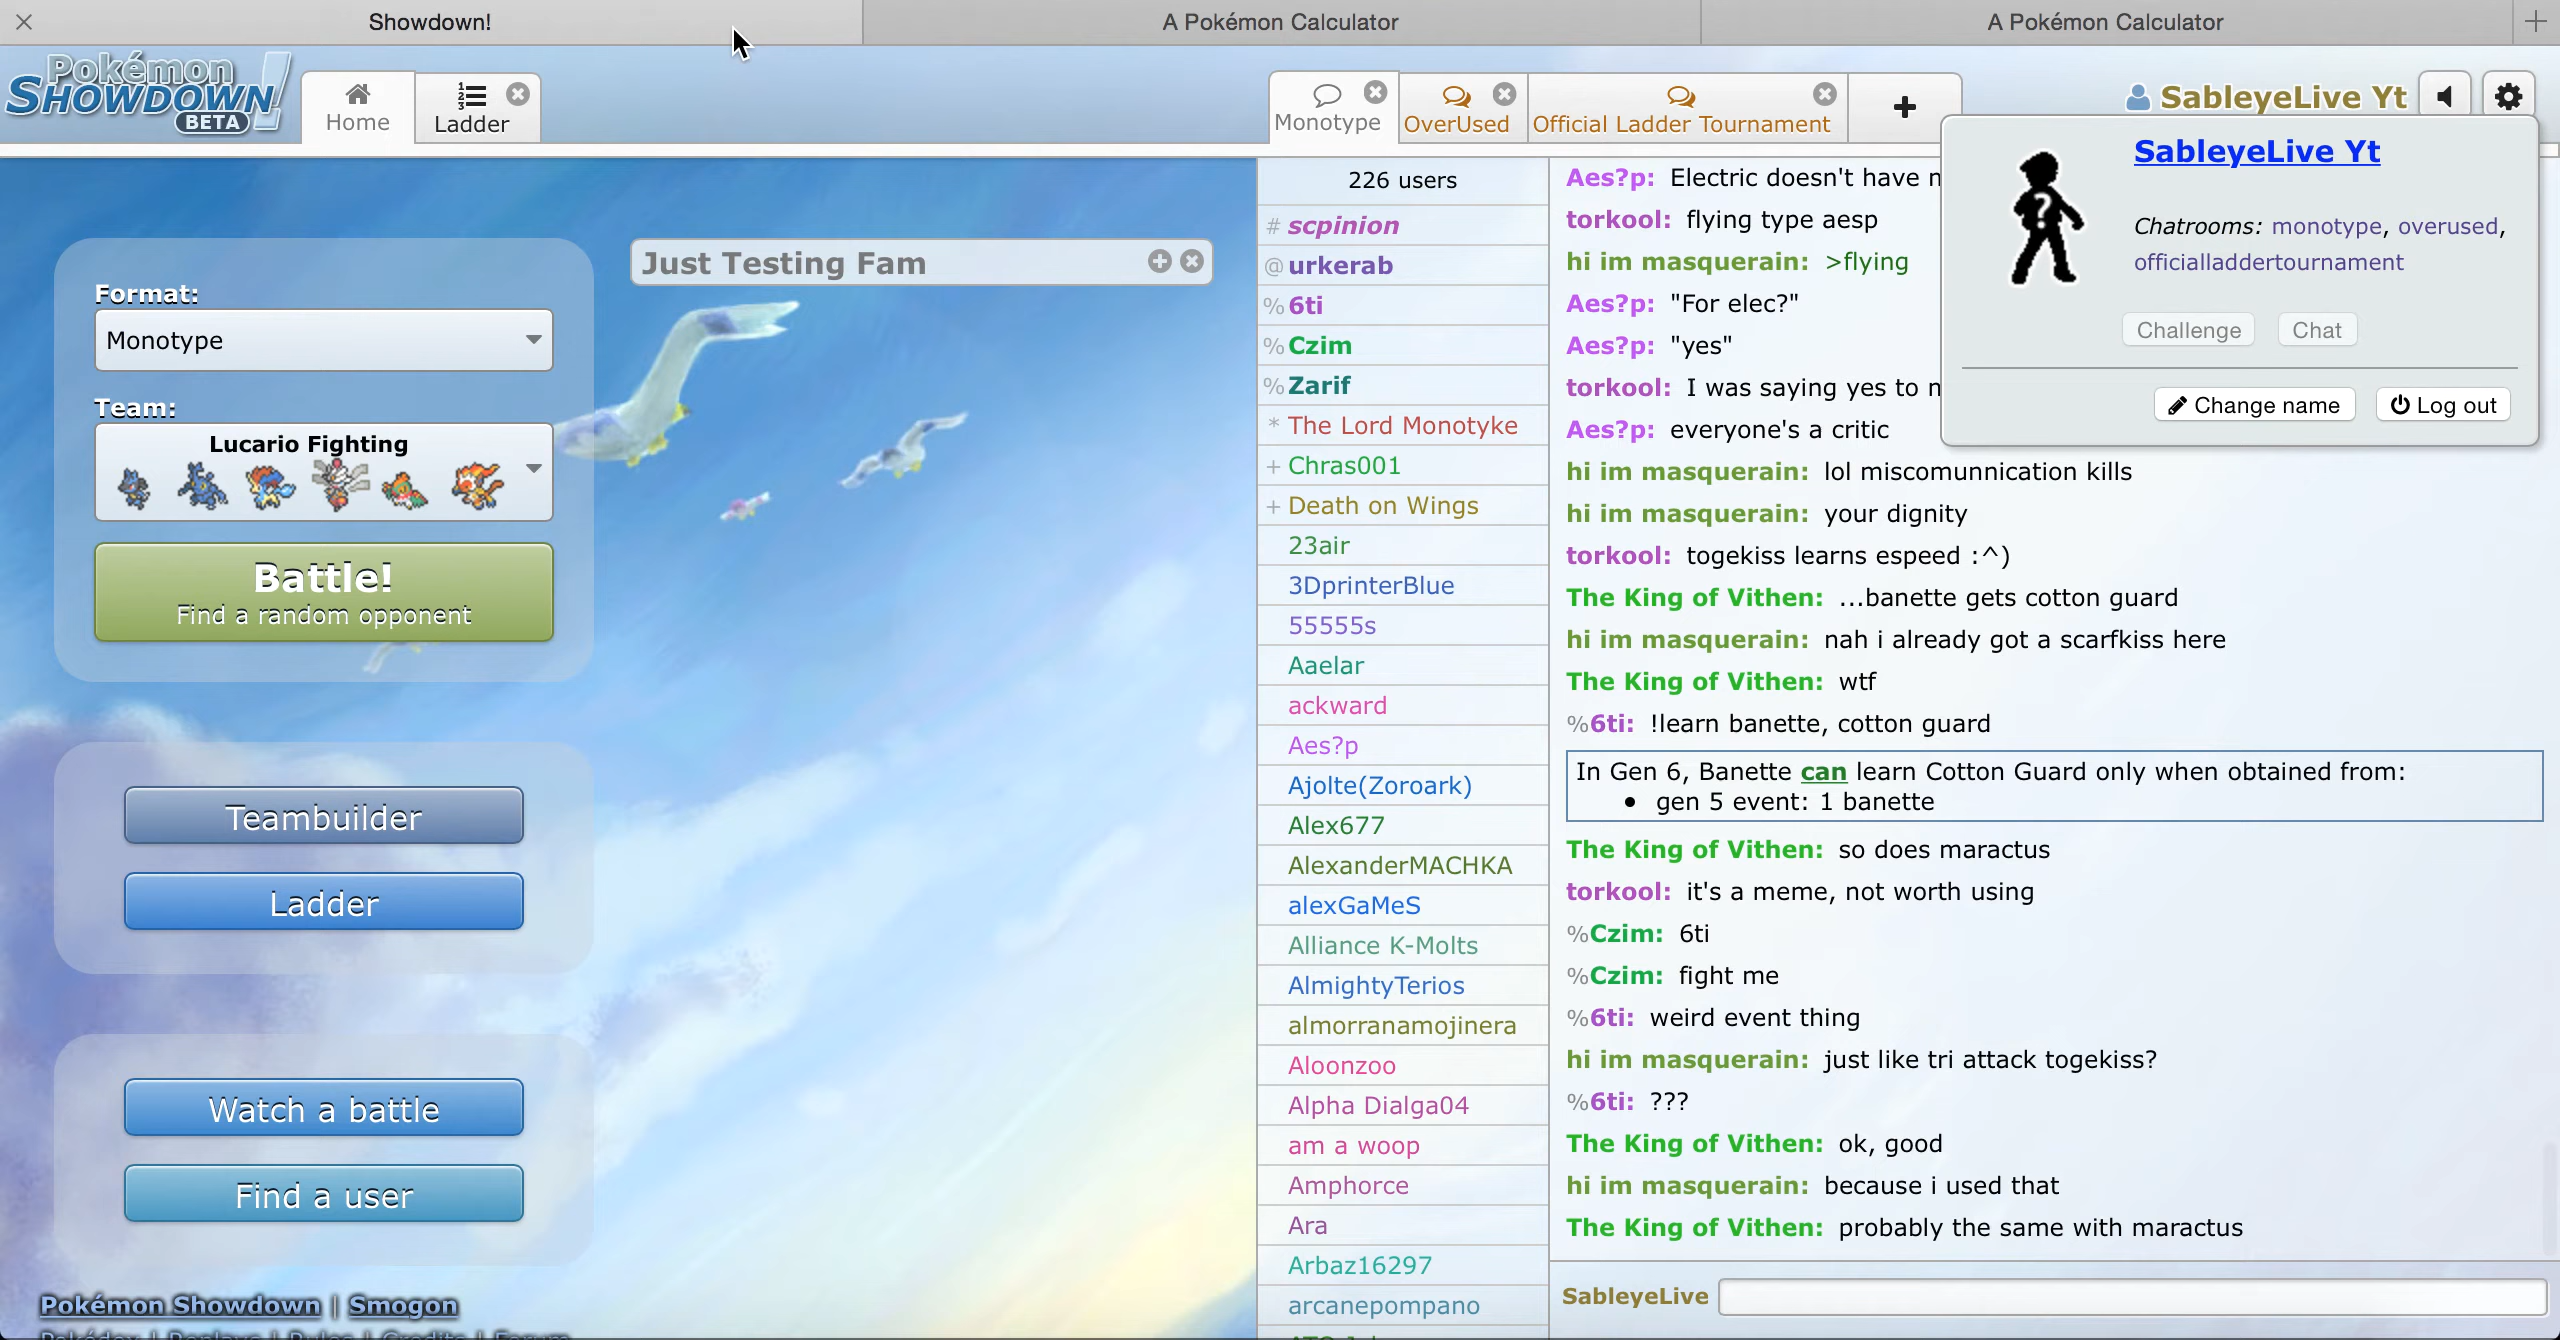 Showdown!
A Pokémon Calculator
A Pokémon Calculator
Pokémon
SHOWDOWN!
BETA
Home
Ladder
Monotype
OverUsed
Official Ladder Tournament
SableyeLive Yt
SableyeLive Yt
Chatrooms: monotype, overused,
officialladdertournament
Challenge
Chat
Change name
Log out
Format:
Monotype
Team:
Lucario Fighting
Battle!
Find a random opponent
Teambuilder
Ladder
Watch a battle
Find a user
Pokémon Showdown | Smogon
Pokédex | Replays | Rules | Credits | Forum
Just Testing Fam
226 users
# scpinion
@ urkerab
% 6ti
% Czim
% Zarif
* The Lord Monotyke
+ Chras001
+ Death on Wings
23air
3DprinterBlue
55555s
Aaelar
ackward
Aes?p
Ajolte(Zoroark)
Alex677
AlexanderMACHKA
alexGaMeS
Alliance K-Molts
AlmightyTerios
almorranamojinera
Aloonzoo
Alpha Dialga04
am a woop
Amphorce
Ara
Arbaz16297
arcanepompano
Aes?p: Electric doesn't have
torkool: flying type aesp
hi im masquerain: >flying
Aes?p: "For elec?"
Aes?p: "yes"
torkool: I was saying yes to
Aes?p: everyone's a critic
hi im masquerain: lol miscomunnication kills
hi im masquerain: your dignity
torkool: togekiss learns espeed :^)
The King of Vithen: ...banette gets cotton guard
hi im masquerain: nah i already got a scarfkiss here
The King of Vithen: wtf
%6ti: !learn banette, cotton guard
In Gen 6, Banette can learn Cotton Guard only when obtained from:
• gen 5 event: 1 banette
The King of Vithen: so does maractus
torkool: it's a meme, not worth using
%Czim: 6ti
%Czim: fight me
%6ti: weird event thing
hi im masquerain: just like tri attack togekiss?
%6ti: ???
The King of Vithen: ok, good
hi im masquerain: because i used that
The King of Vithen: probably the same with maractus
SableyeLive